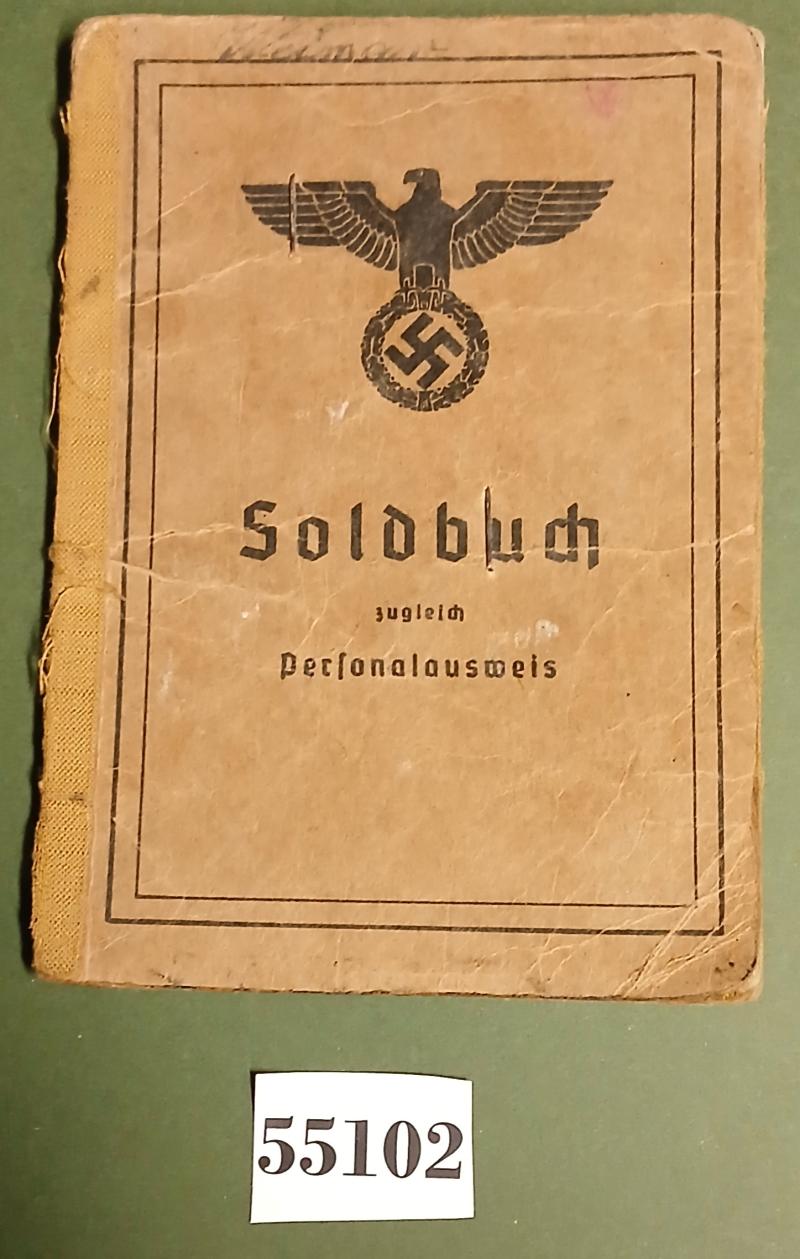 Soldbuch
zugleich
Personalausweis
55102